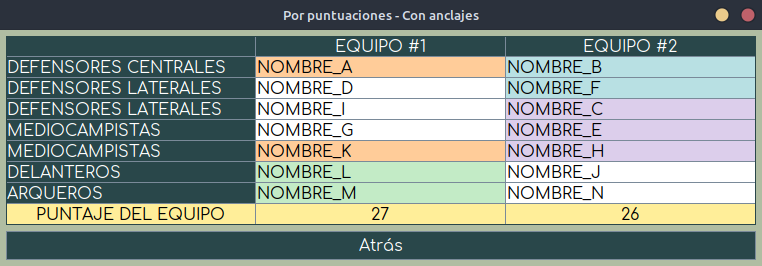 Por puntuaciones - Con anclajes
EQUIPO #1 EQUIPO #2
DEFENSORES CENTRALES NOMBRE_A NOMBRE_B
DEFENSORES LATERALES NOMBRE_D NOMBRE_F
DEFENSORES LATERALES NOMBRE_I NOMBRE_C
MEDIOCAMPISTAS NOMBRE_G NOMBRE_E
MEDIOCAMPISTAS NOMBRE_K NOMBRE_H
DELANTEROS NOMBRE_L NOMBRE_J
ARQUEROS NOMBRE_M NOMBRE_N
PUNTAJE DEL EQUIPO 27 26
Atrás